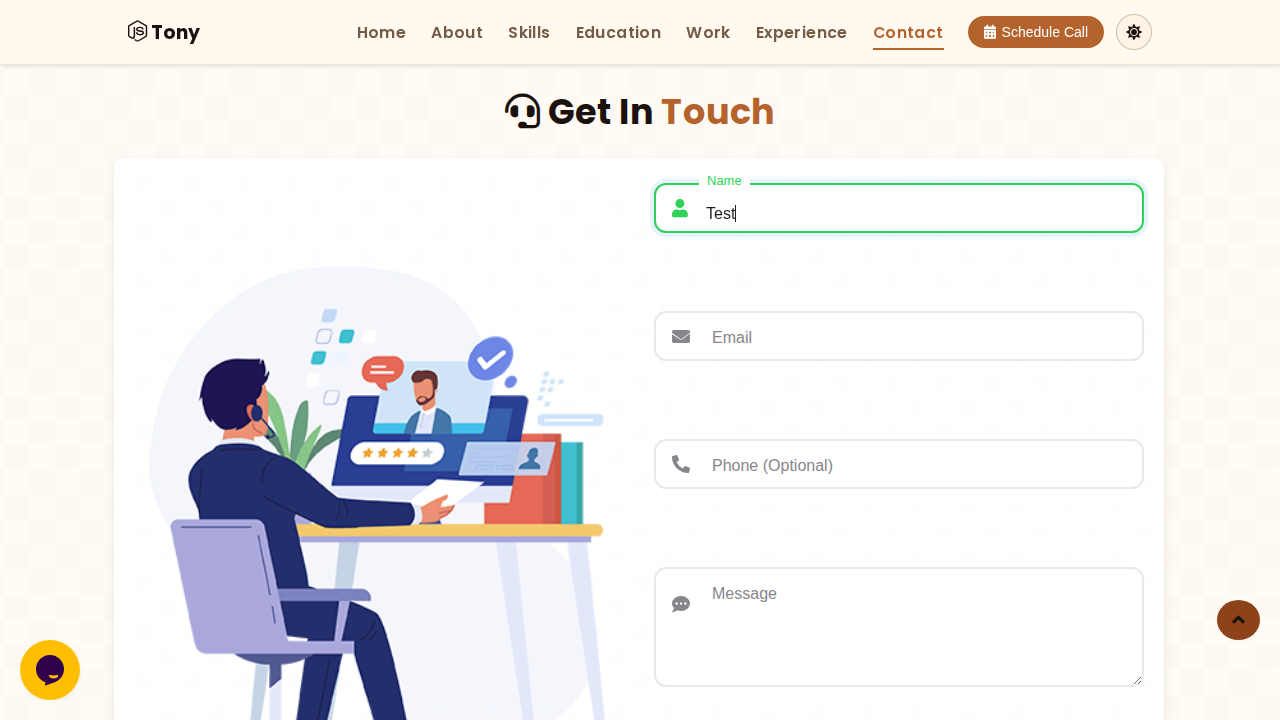 Tony
Home
About
Skills
Education
Work
Experience
Contact
Schedule Call
Get In Touch
Name
Test
Email
Phone (Optional)
Message